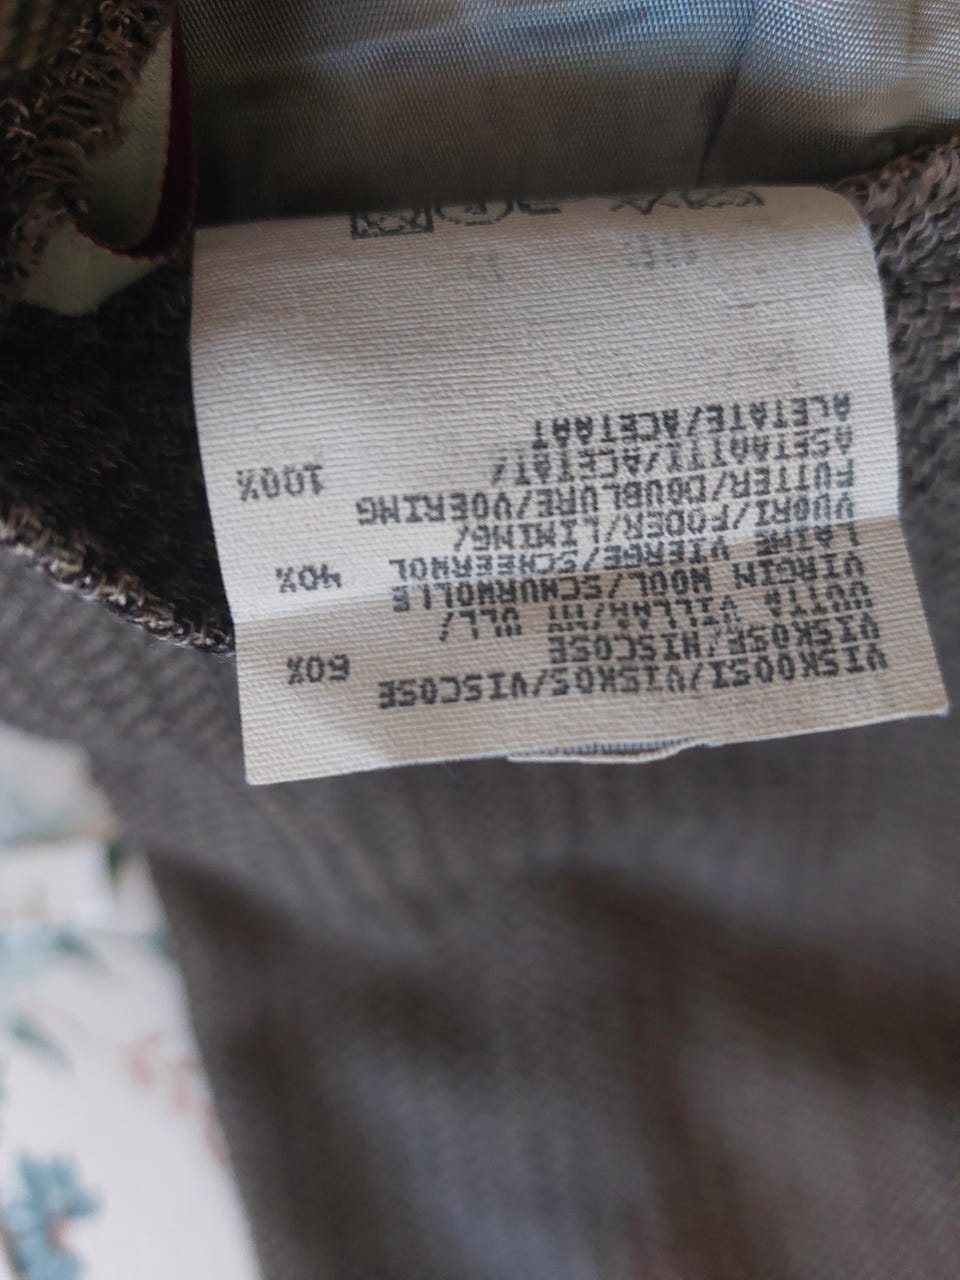 VISKOOSI/VISKOS/VISCOSE
VISKOSE/VISCOSE 60%
UUTTA VILLAA/NY ULL/
VIRGIN WOOL/SCHURWOLLE
LAINE VIERGE/SCHEERWOL 40%
VUORI/FODER/LINING/
FUTTER/DOUBLURE/VOERING
ASETAATTI/ACETAT/ 100%
ACETATE/ACETAAT